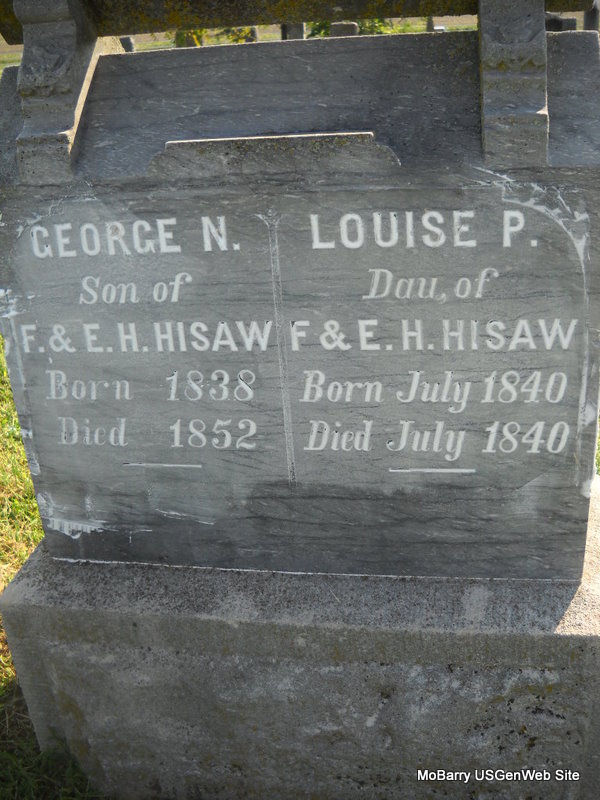 GEORGE N.
Son of
F. & E. H. HISAW
Born 1838
Died 1852
LOUISE P.
Dau, of
F & E. H. HISAW
Born July 1840
Died July 1840
MoBarry USGenWeb Site